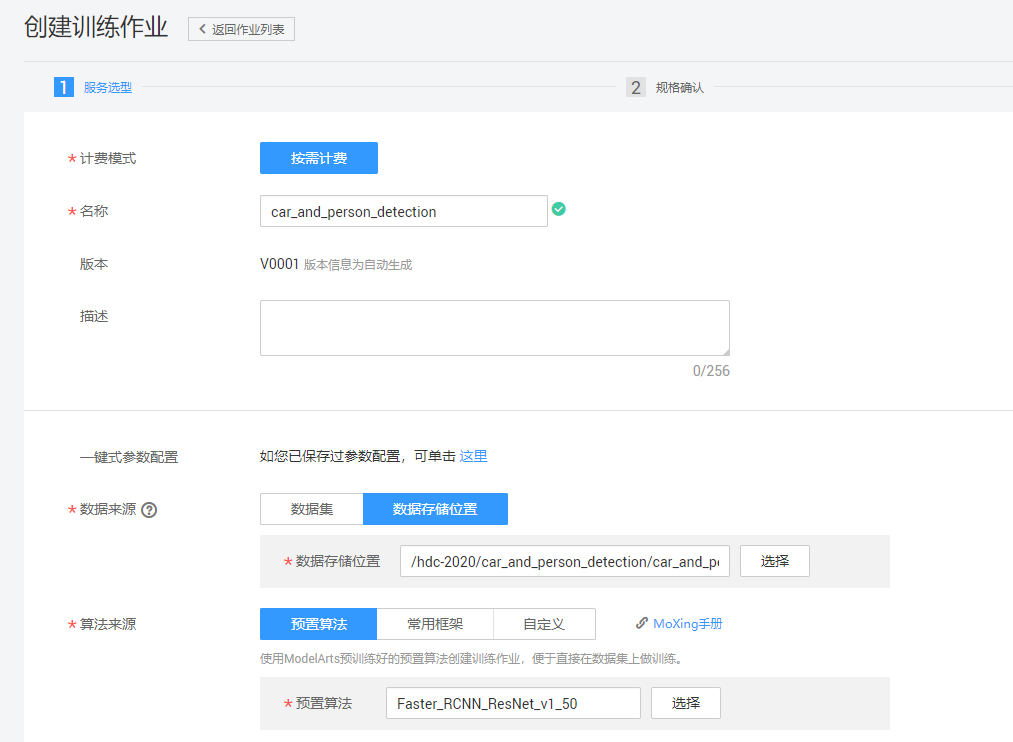 创建训练作业 返回作业列表
1 服务选型 2 规格确认
* 计费模式 按需计费
* 名称 car_and_person_detection
版本 V0001 版本信息为自动生成
描述
0/256
一键式参数配置 如您已保存过参数配置，可单击 这里
* 数据来源 ? 数据集 数据存储位置
* 数据存储位置 /hdc-2020/car_and_person_detection/car_and_pe 选择
* 算法来源 预置算法 常用框架 自定义 MoXing手册
使用ModelArts预训练好的预置算法创建训练作业，便于直接在数据集上做训练。
* 预置算法 Faster_RCNN_ResNet_v1_50 选择